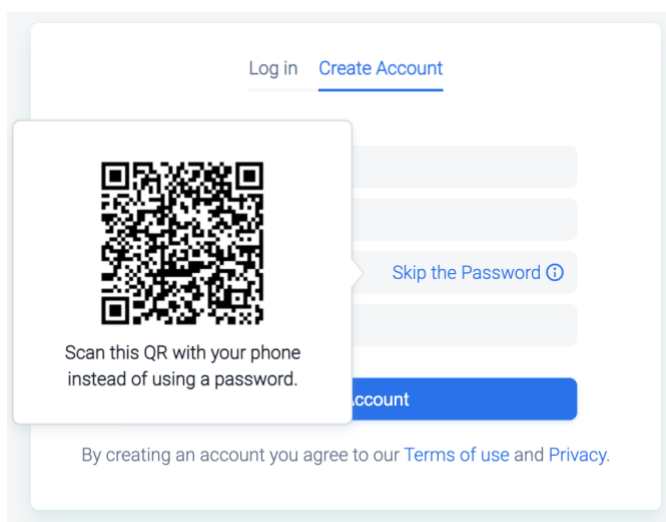 Log in Create Account
Skip the Password
Scan this QR with your phone
instead of using a password.
Account
By creating an account you agree to our Terms of use and Privacy.